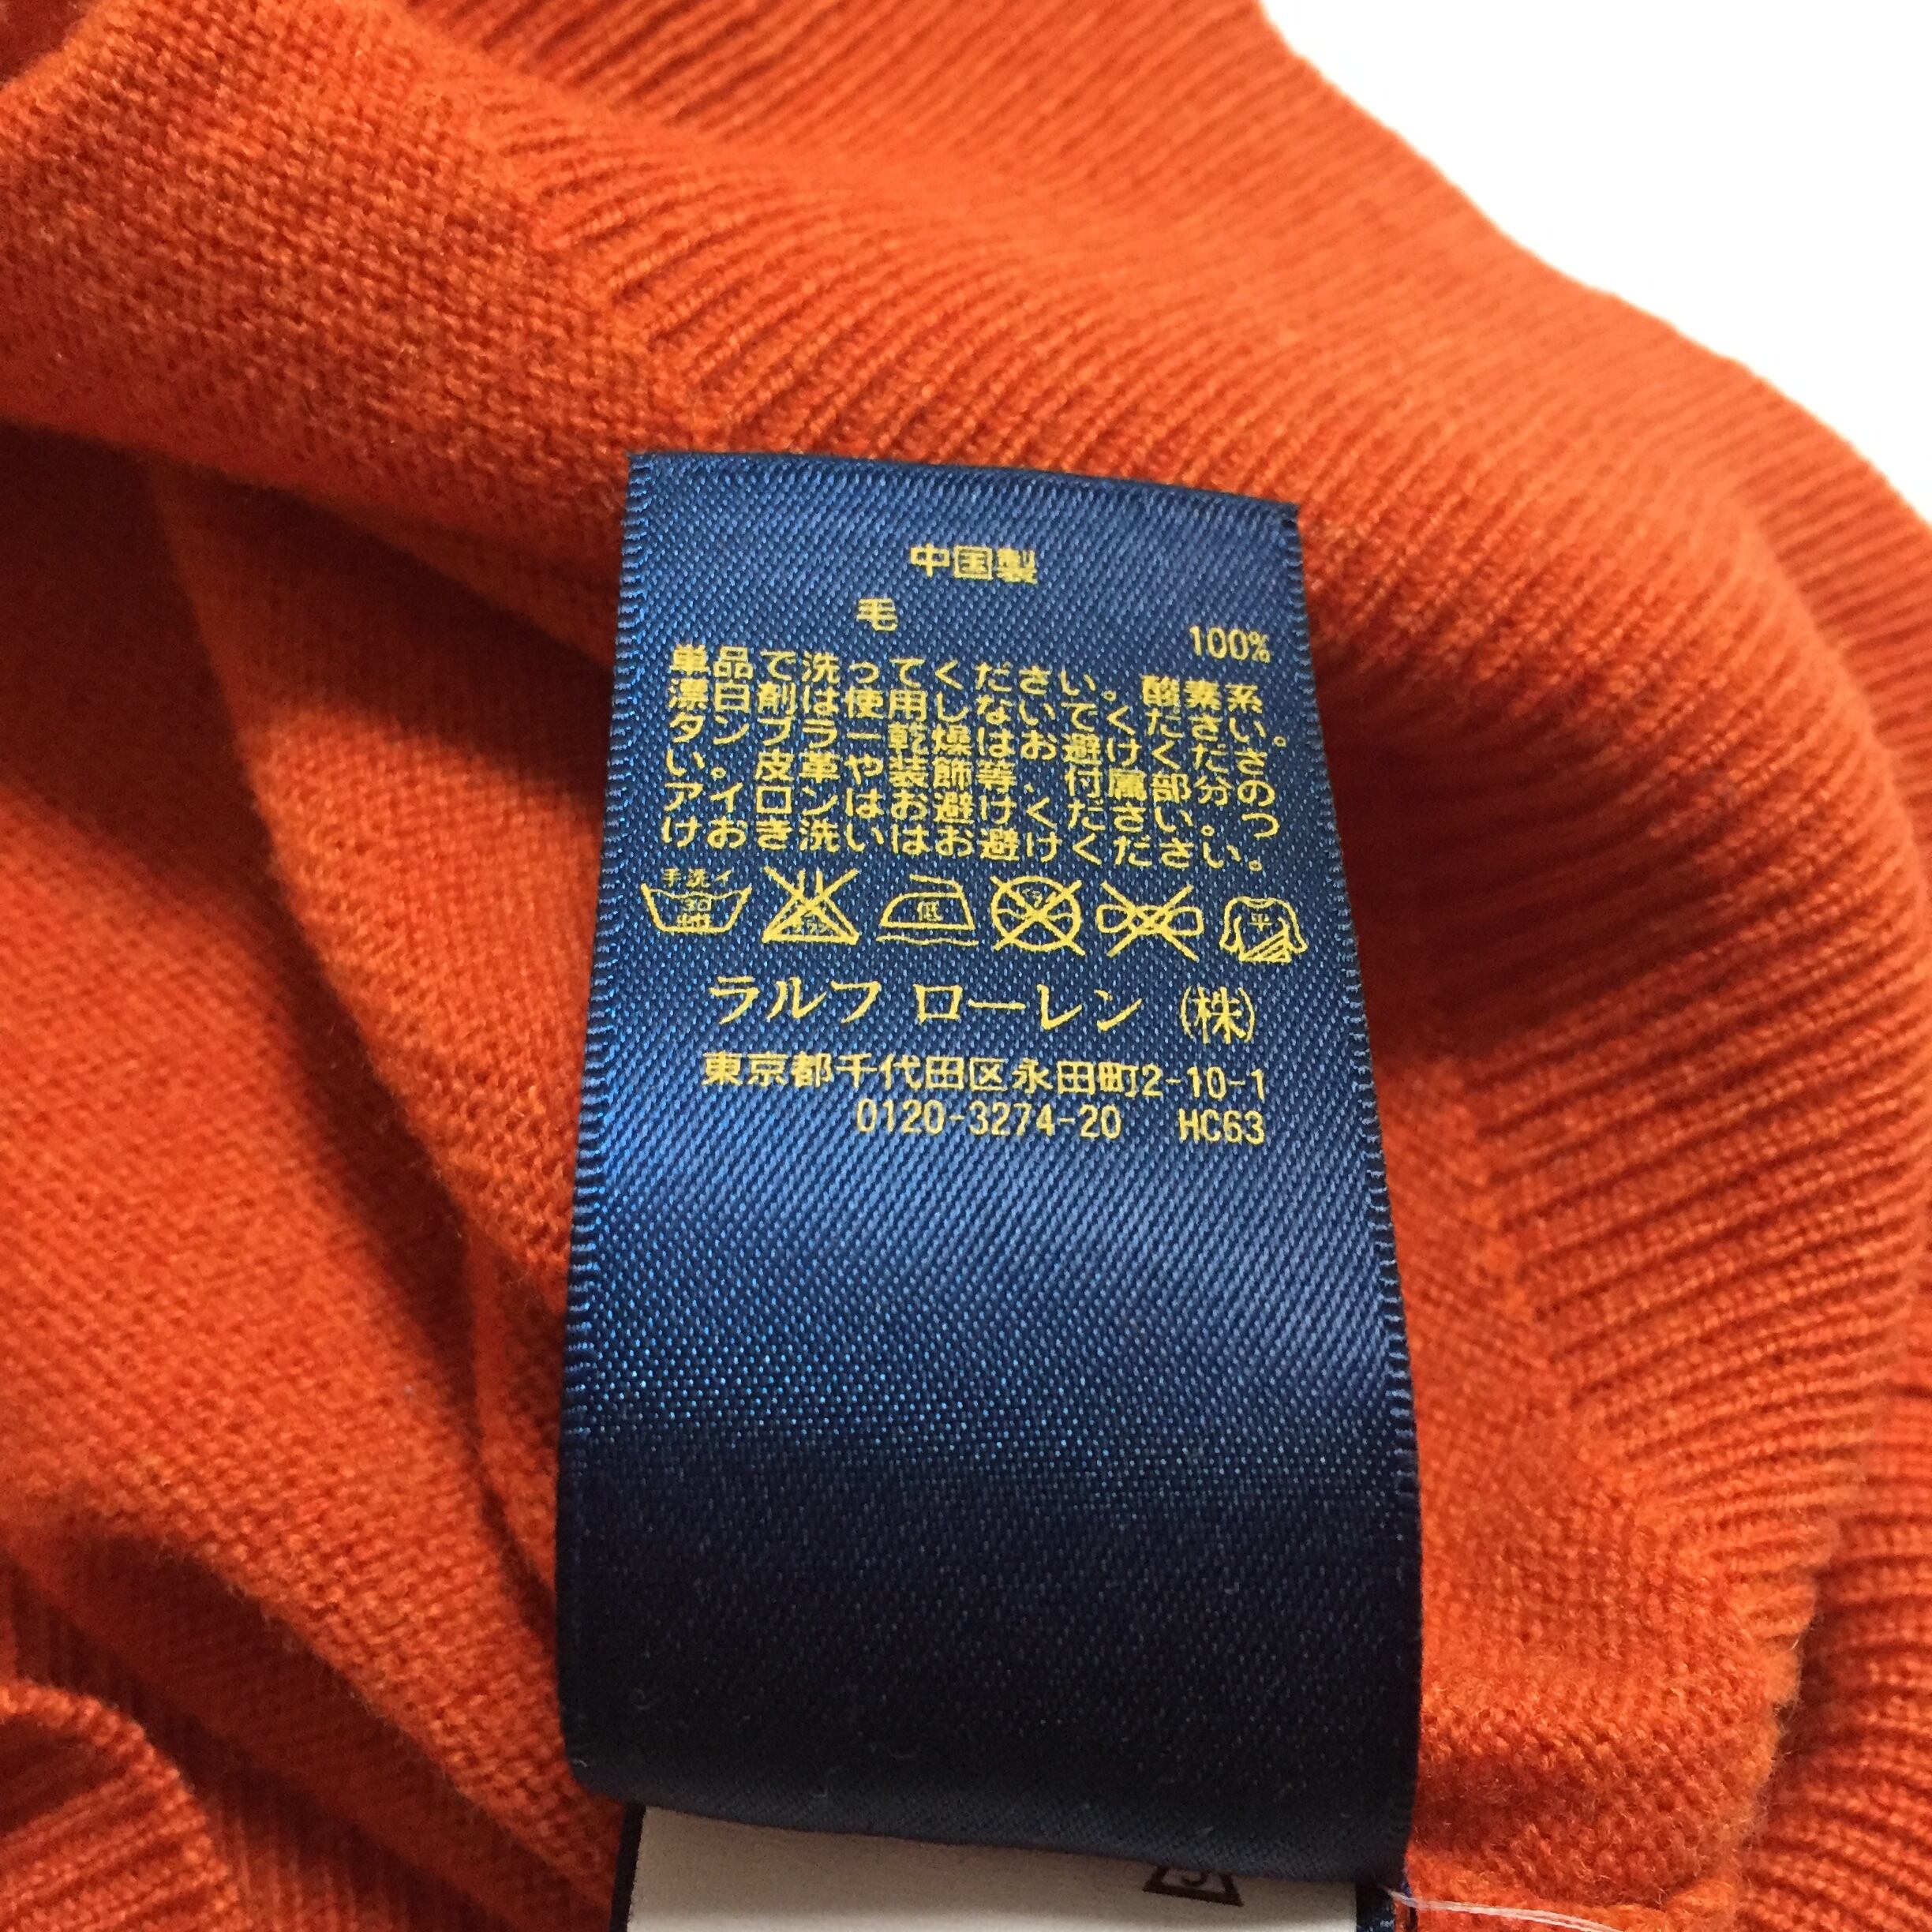 中国製
毛 100%
単品で洗ってください。酸素系
漂白剤は使用しないでください。
タンブラー乾燥はお避けくださ
い。皮革や装飾等、付属部分の
アイロンはお避けください。つ
けおき洗いはお避けください。
手洗イ 30 中性 低 平
ラルフ ローレン (株)
東京都千代田区永田町2-10-1
0120-3274-20 HC63